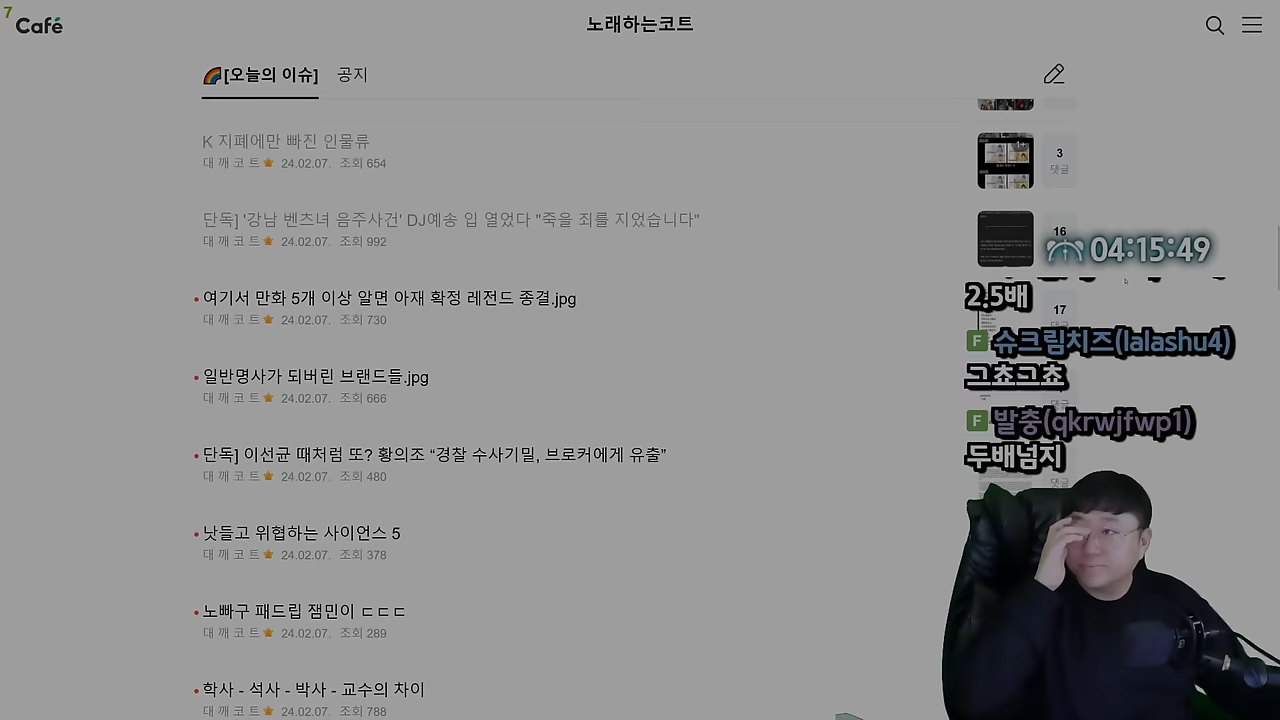 7
Café
노래하는코트
🌈[오늘의 이슈]
공지
K 지폐에만 빠진 인물류
대 깨 코 트 24.02.07. 조회 654
3
댓글
단독] '강남 벤츠녀 음주사건' DJ예송 입 열었다 "죽을 죄를 지었습니다"
대 깨 코 트 24.02.07. 조회 992
16
04:15:49
여기서 만화 5개 이상 알면 아재 확정 레전드 종결.jpg
대 깨 코 트 24.02.07. 조회 730
17
댓글
2.5배
F 슈크림치즈(lalashu4)
그쵸그쵸
일반명사가 되버린 브랜드들.jpg
대 깨 코 트 24.02.07. 조회 666
댓글
F 발충(qkrwjfwp1)
두배넘지
단독] 이선균 때처럼 또? 황의조 “경찰 수사기밀, 브로커에게 유출”
대 깨 코 트 24.02.07. 조회 480
댓글
낫들고 위협하는 사이언스 5
대 깨 코 트 24.02.07. 조회 378
노빠구 패드립 잼민이 ㄷㄷㄷ
대 깨 코 트 24.02.07. 조회 289
학사 - 석사 - 박사 - 교수의 차이
대 깨 코 트 24.02.07. 조회 788